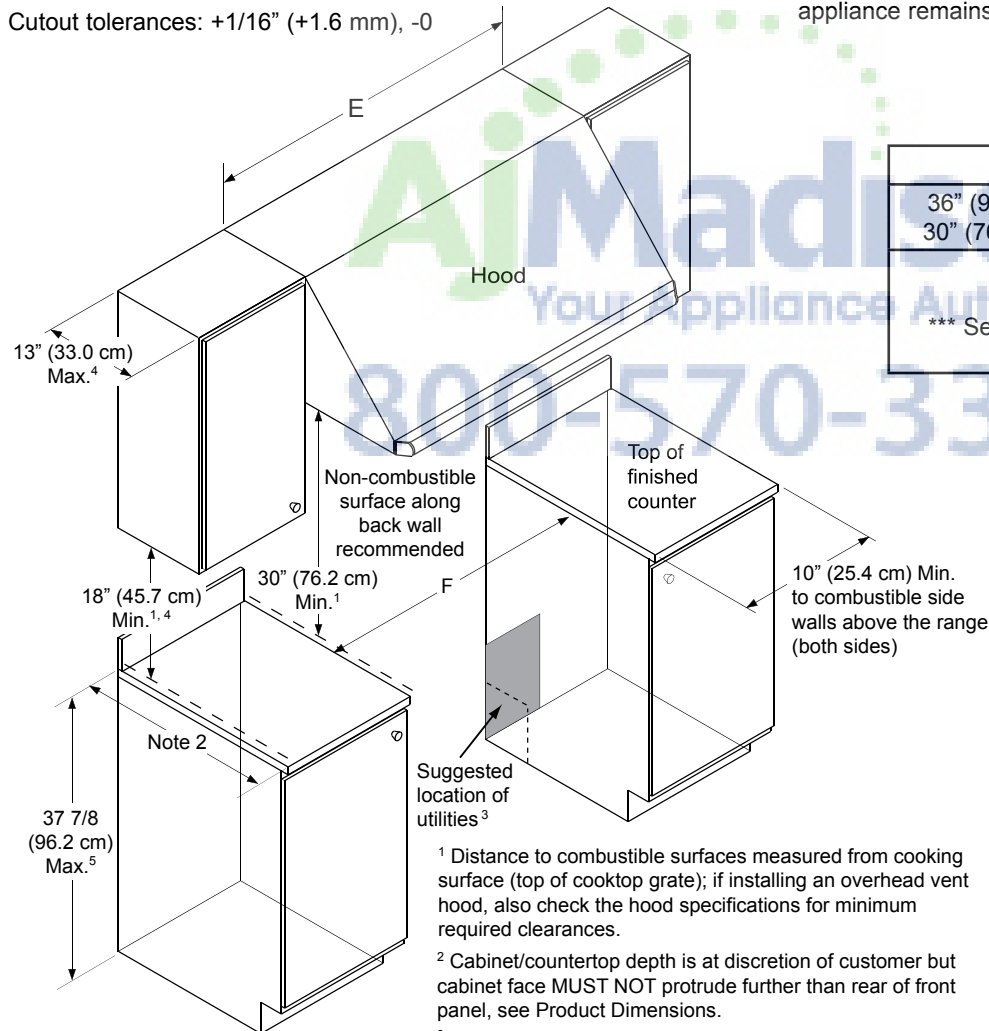 Cutout tolerances: +1/16” (+1.6 mm), -0
appliance remains
E
AjMadis
Your Appliance Aut
800-570-33
36” (9
30” (76
*** Se
Hood
13” (33.0 cm)
Max.4
Non-combustible
surface along
back wall
recommended
Top of
finished
counter
18” (45.7 cm)
Min.1, 4
30” (76.2 cm)
Min.1
F
10” (25.4 cm) Min.
to combustible side
walls above the range
(both sides)
Note 2
Suggested
location of
utilities 3
37 7/8
(96.2 cm)
Max.5
1 Distance to combustible surfaces measured from cooking
surface (top of cooktop grate); if installing an overhead vent
hood, also check the hood specifications for minimum
required clearances.
2 Cabinet/countertop depth is at discretion of customer but
cabinet face MUST NOT protrude further than rear of front
panel, see Product Dimensions.